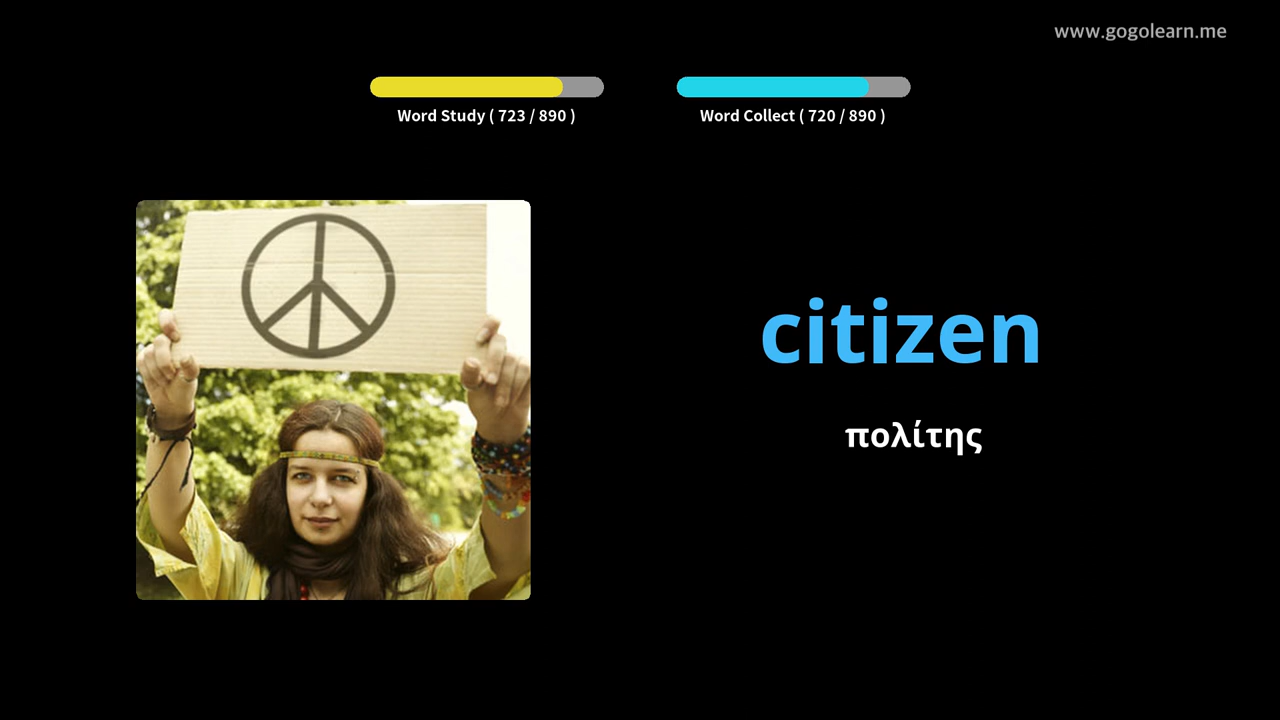 www.gogolearn.me
Word Study ( 723 / 890 )
Word Collect ( 720 / 890 )
citizen
πολίτης